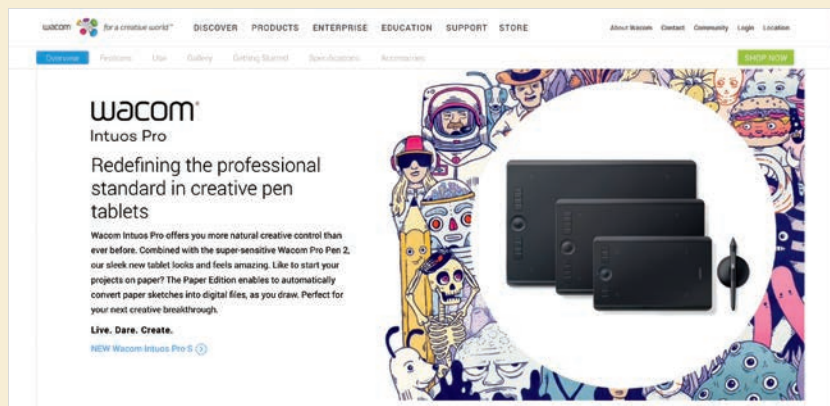 wacom for a creative world™ DISCOVER PRODUCTS ENTERPRISE EDUCATION SUPPORT STORE About Wacom Contact Community Login Location
Overview Features Use Gallery Getting Started Specifications Accessories SHOP NOW
wacom®
Intuos Pro
Redefining the professional
standard in creative pen
tablets
Wacom Intuos Pro offers you more natural creative control than
ever before. Combined with the super-sensitive Wacom Pro Pen 2,
our sleek new tablet looks and feels amazing. Like to start your
projects on paper? The Paper Edition enables to automatically
convert paper sketches into digital files, as you draw. Perfect for
your next creative breakthrough.
Live. Dare. Create.
NEW Wacom Intuos Pro S